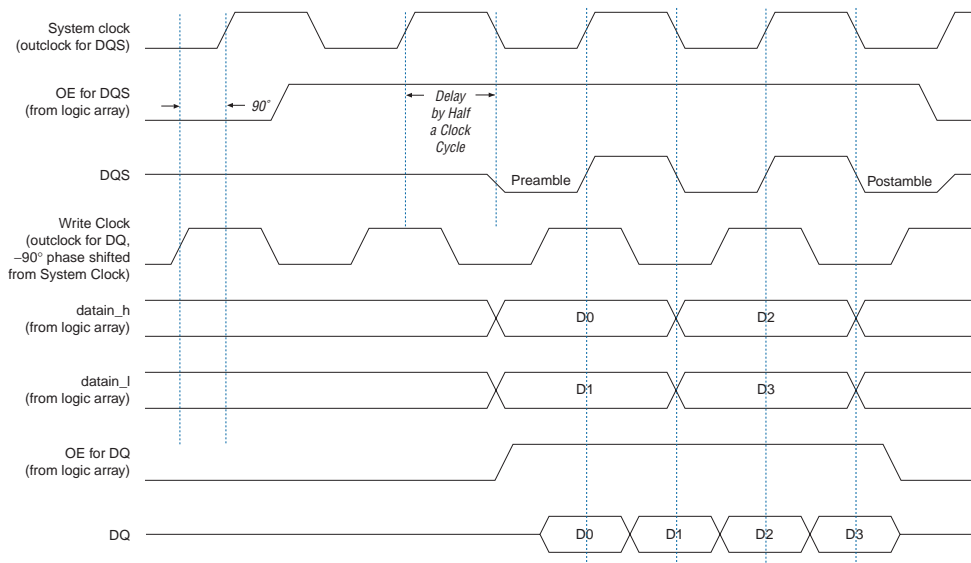 System clock
(outclock for DQS)
OE for DQS
(from logic array)
90˚
Delay
by Half
a Clock
Cycle
DQS
Preamble
Postamble
Write Clock
(outclock for DQ,
−90° phase shifted
from System Clock)
datain_h
(from logic array)
D0
D2
datain_l
(from logic array)
D1
D3
OE for DQ
(from logic array)
DQ
D0
D1
D2
D3